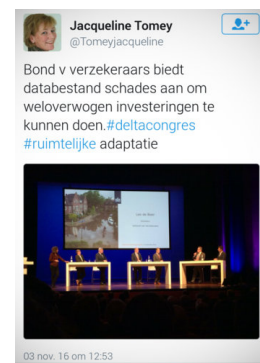 Jacqueline Tomey
@Tomeyjacqueline
Bond v verzekeraars biedt
databestand schades aan om
weloverwogen investeringen te
kunnen doen.#deltacongres
#ruimtelijke adaptatie
03 nov. 16 om 12:53